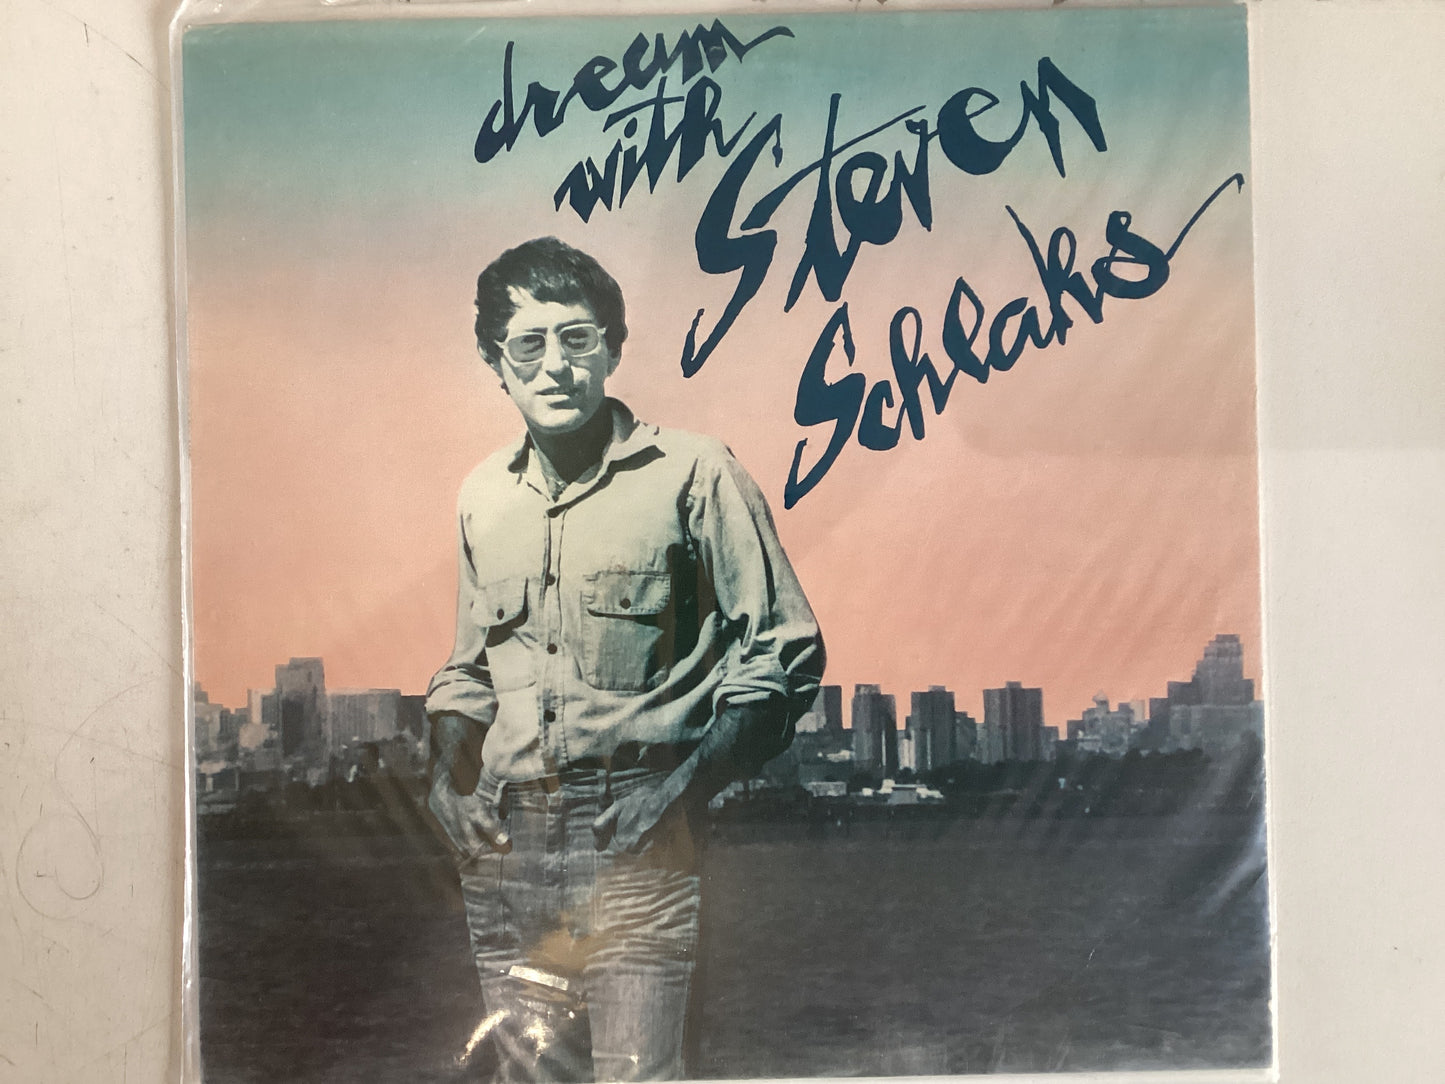 dream
with
Steven
Schlaks